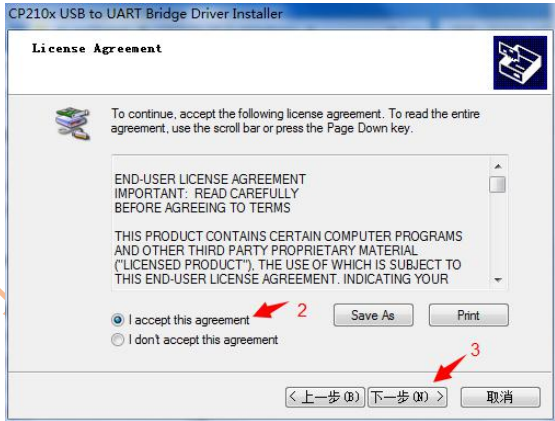 CP210x USB to UART Bridge Driver Installer
License Agreement
To continue, accept the following license agreement. To read the entire
agreement, use the scroll bar or press the Page Down key.
END-USER LICENSE AGREEMENT
IMPORTANT: READ CAREFULLY
BEFORE AGREEING TO TERMS
THIS PRODUCT CONTAINS CERTAIN COMPUTER PROGRAMS
AND OTHER THIRD PARTY PROPRIETARY MATERIAL
("LICENSED PRODUCT"), THE USE OF WHICH IS SUBJECT TO
THIS END-USER LICENSE AGREEMENT. INDICATING YOUR
I accept this agreement 2 Save As Print
I don't accept this agreement
3
< 上一步(B) 下一步(N) > 取消